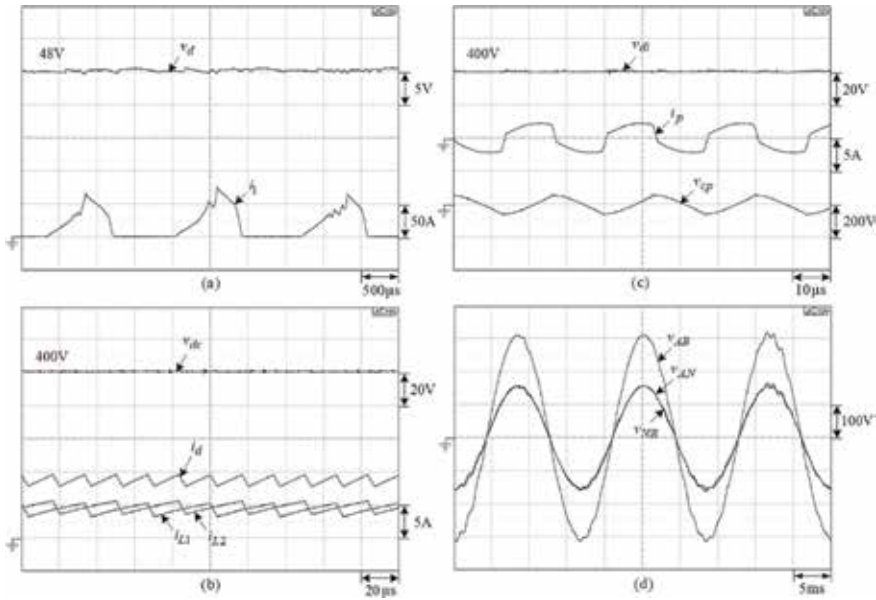 48V
v_d
5V
i_1
50A
(a)
500µs
400V
v_dc
20V
i_d
i_L1
i_L2
5A
(b)
20µs
400V
20V
i_p
5A
v_cp
200V
(c)
10µs
v_AB
v_AN
v_NB
100V
(d)
5ms